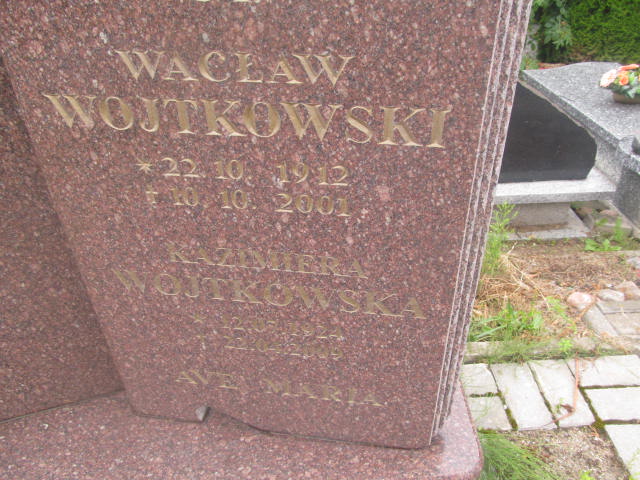 WACŁAW
WOJTKOWSKI
* 22.10 1912
† 10.10. 2001
KAZIMIERA
WOJTKOWSKA
AVE MARIA